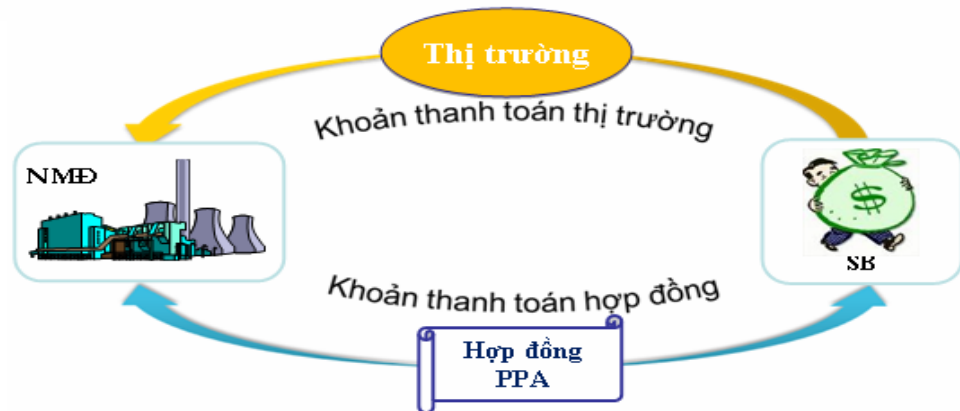 Thị trường
Khoản thanh toán thị trường
NMĐ
$
SB
Khoản thanh toán hợp đồng
Hợp đồng
PPA